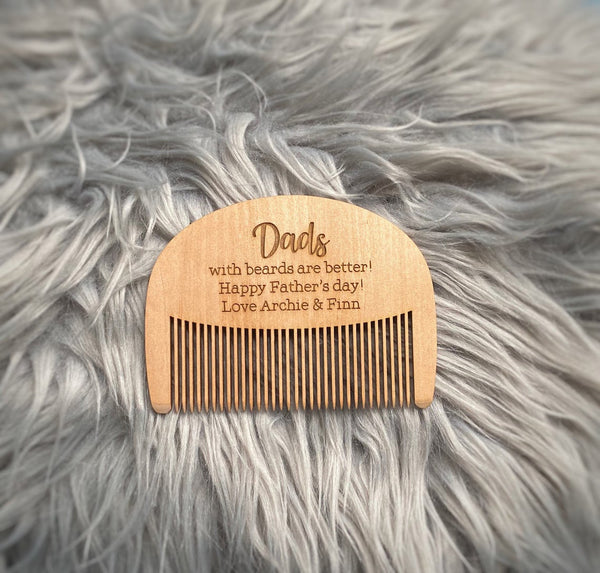 Dads
with beards are better!
Happy Father's day!
Love Archie & Finn